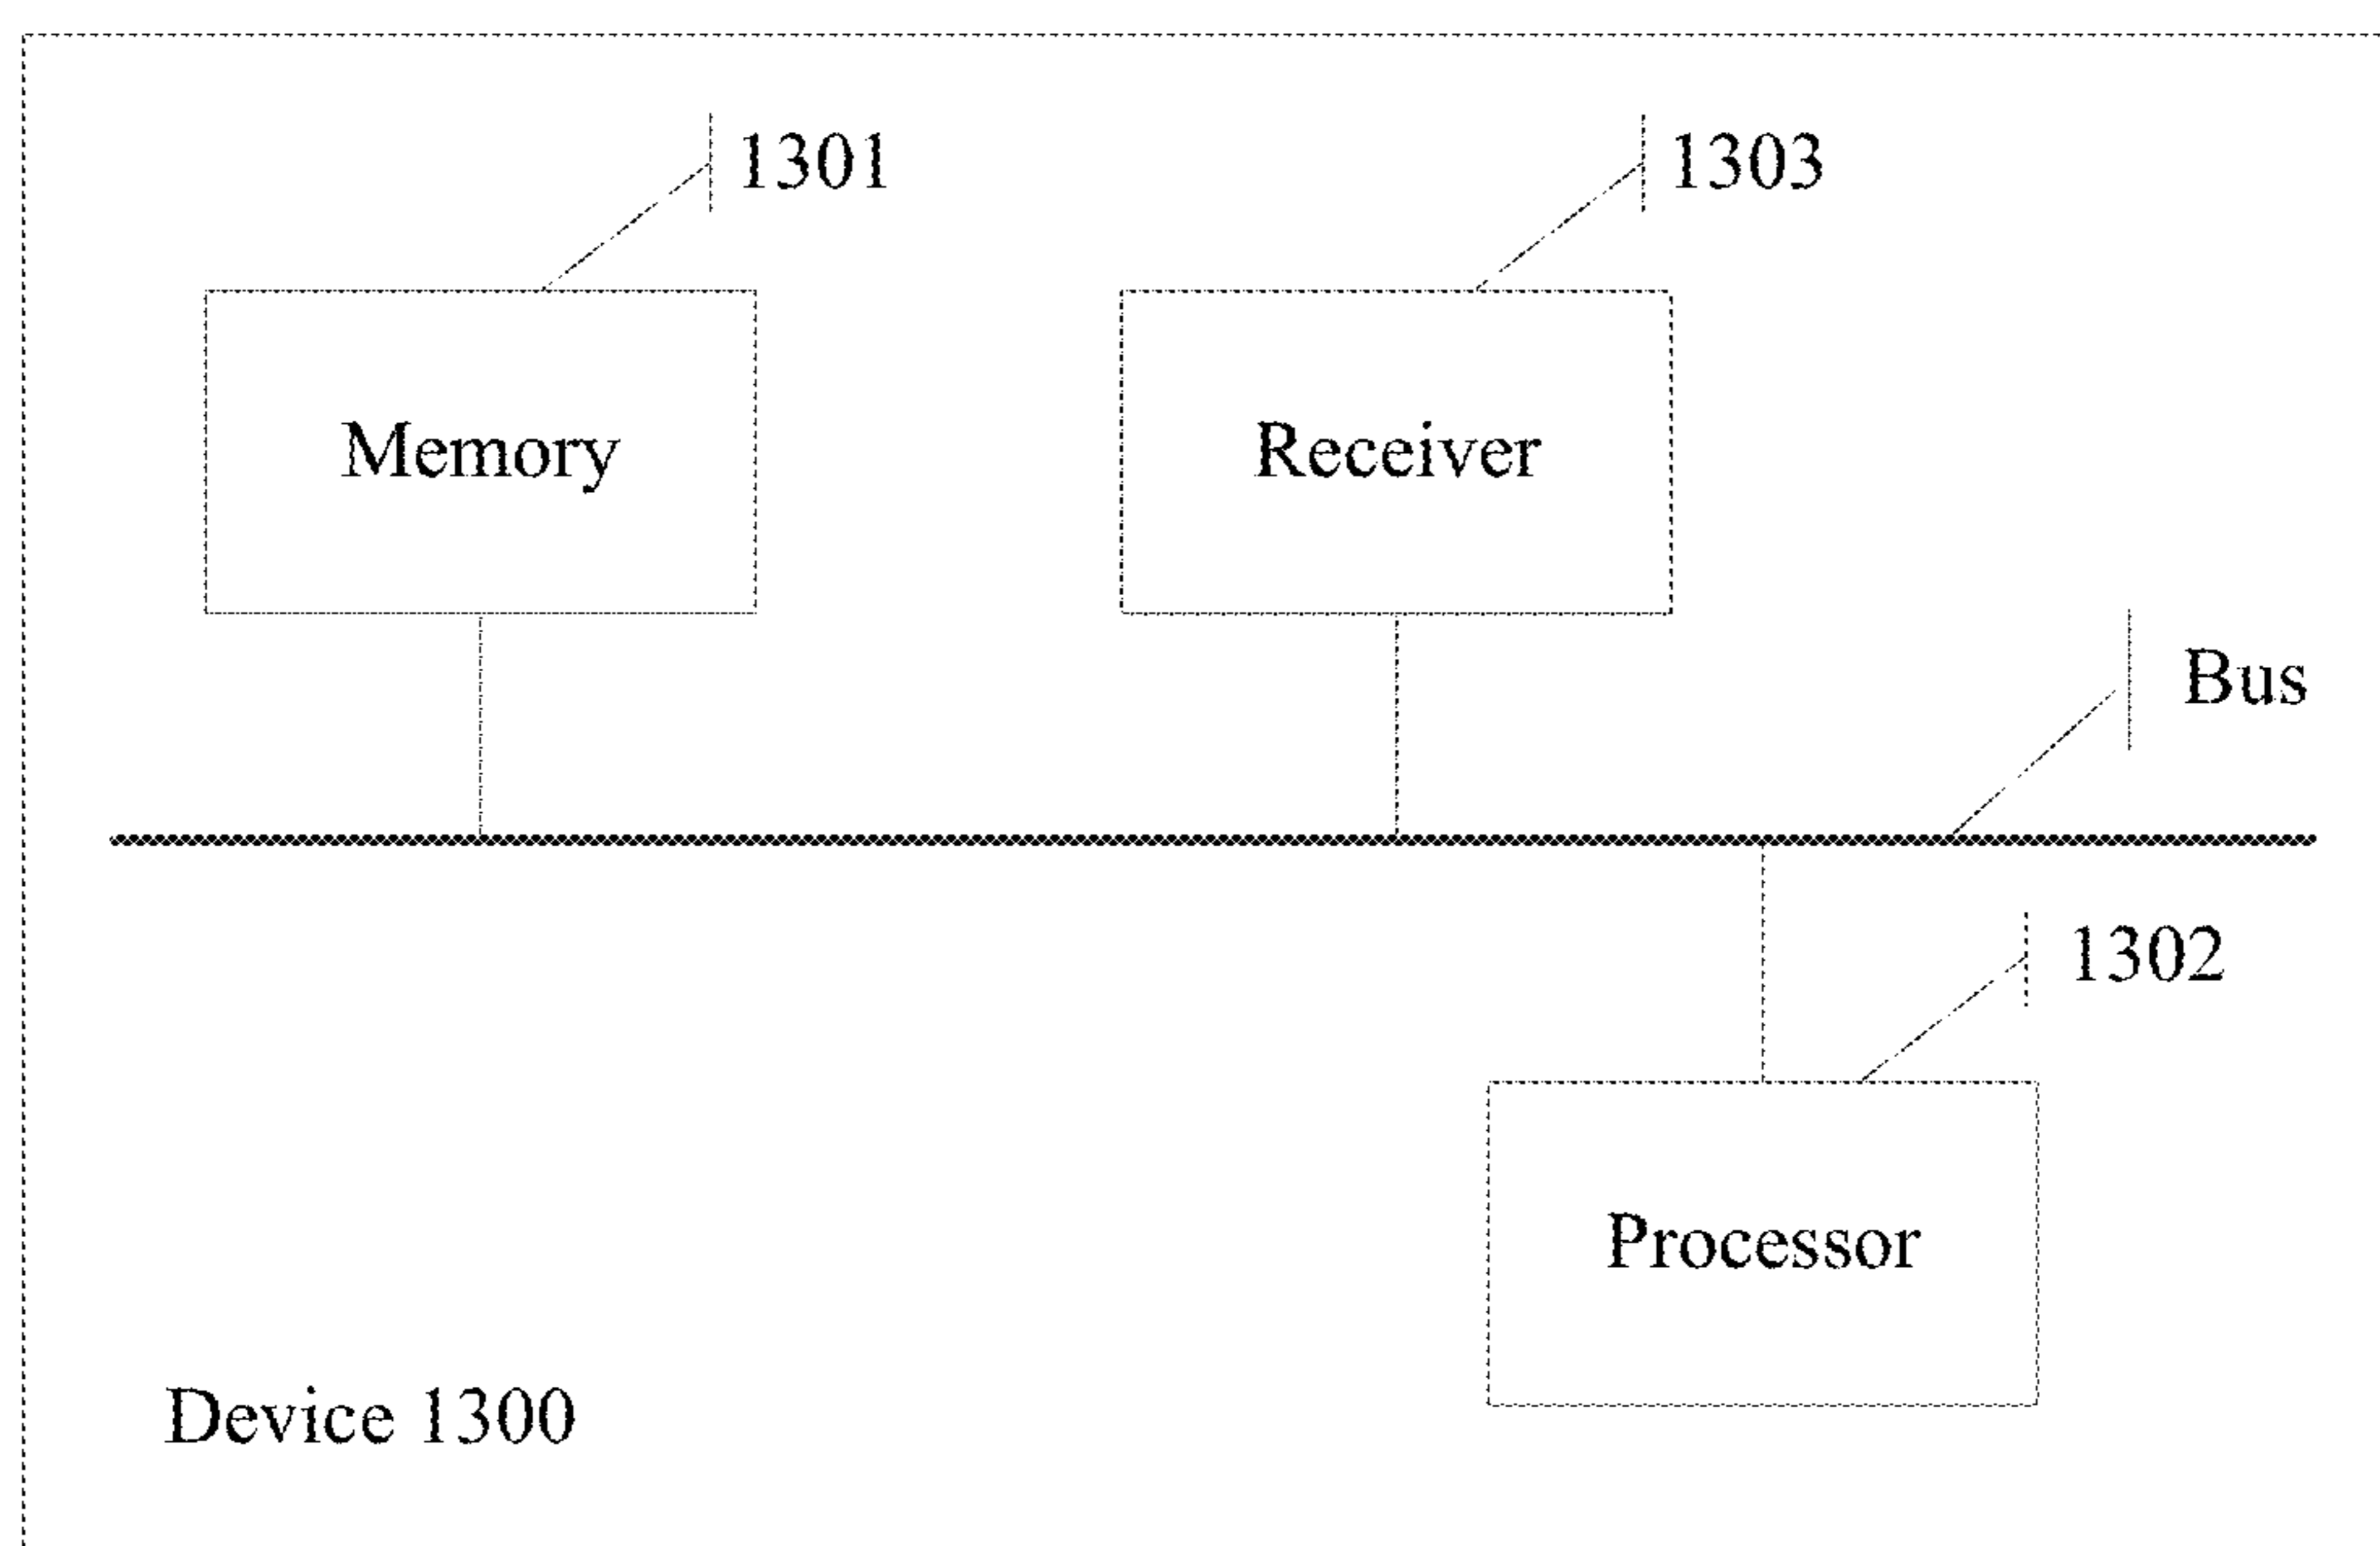 1301
1303
Memory
Receiver
Bus
1302
Processor
Device 1300